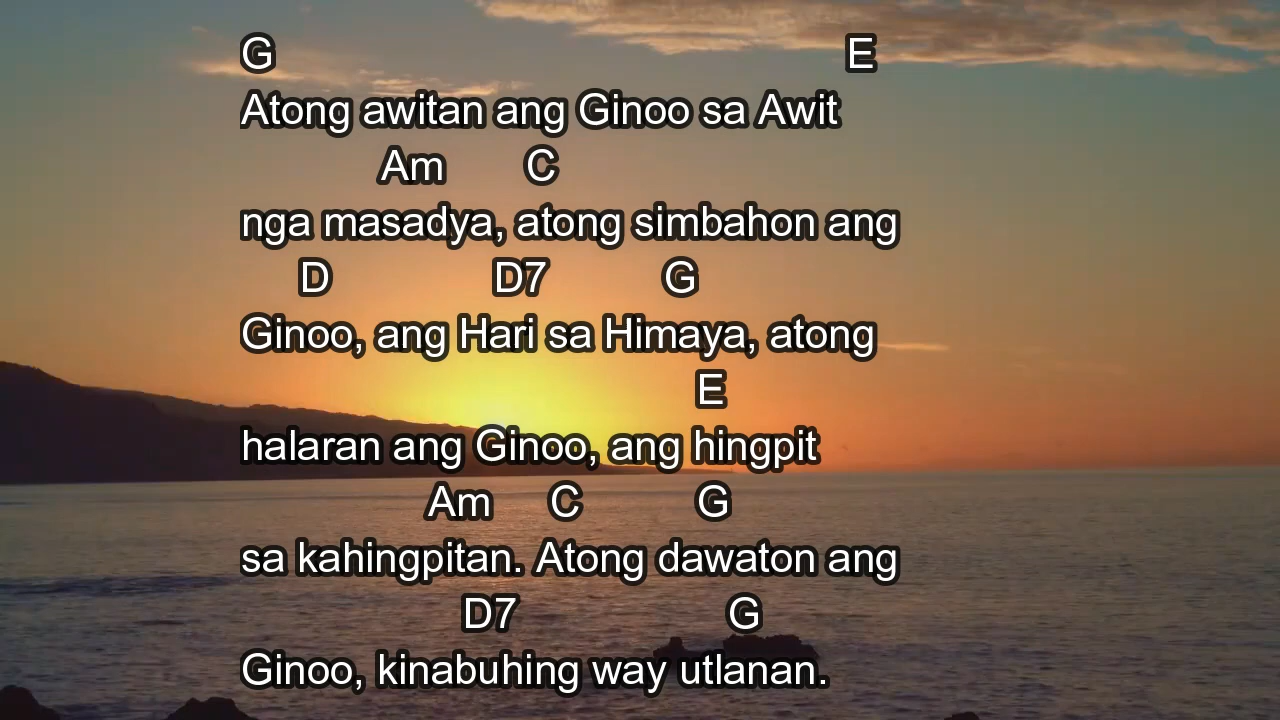 G E
Atong awitan ang Ginoo sa Awit
Am C
nga masadya, atong simbahon ang
D D7 G
Ginoo, ang Hari sa Himaya, atong
E
halaran ang Ginoo, ang hingpit
Am C G
sa kahingpitan. Atong dawaton ang
D7 G
Ginoo, kinabuhing way utlanan.